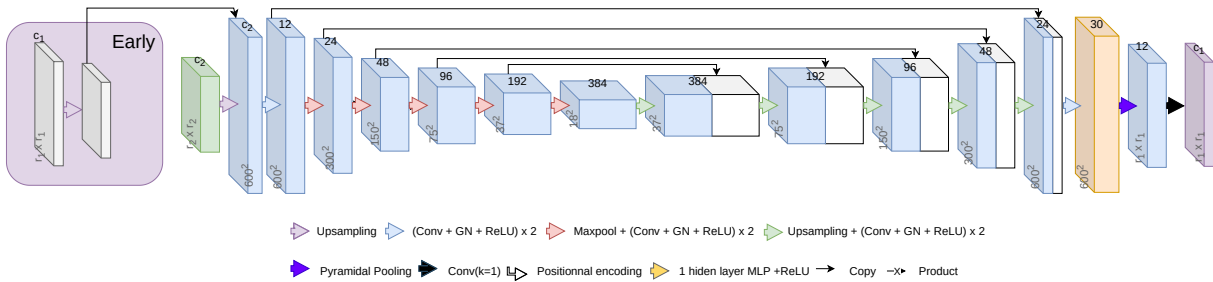 Early
c1
r1 x r1
c2
r2 x r2
c2
600²
12
600²
24
300²
48
150²
96
75²
192
37²
384
18²
384
37²
192
75²
96
150²
48
300²
24
600²
30
600²
12
r1 x r1
c1
r1 x r1
Upsampling
(Conv + GN + ReLU) x 2
Maxpool + (Conv + GN + ReLU) x 2
Upsampling + (Conv + GN + ReLU) x 2
Pyramidal Pooling
Conv(k=1)
Positionnal encoding
1 hiden layer MLP +ReLU
Copy
X
Product